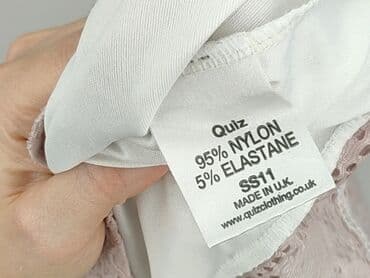 Quiz
95% NYLON
5% ELASTANE
SS11
MADE IN U.K.
www.quizclothing.co.uk